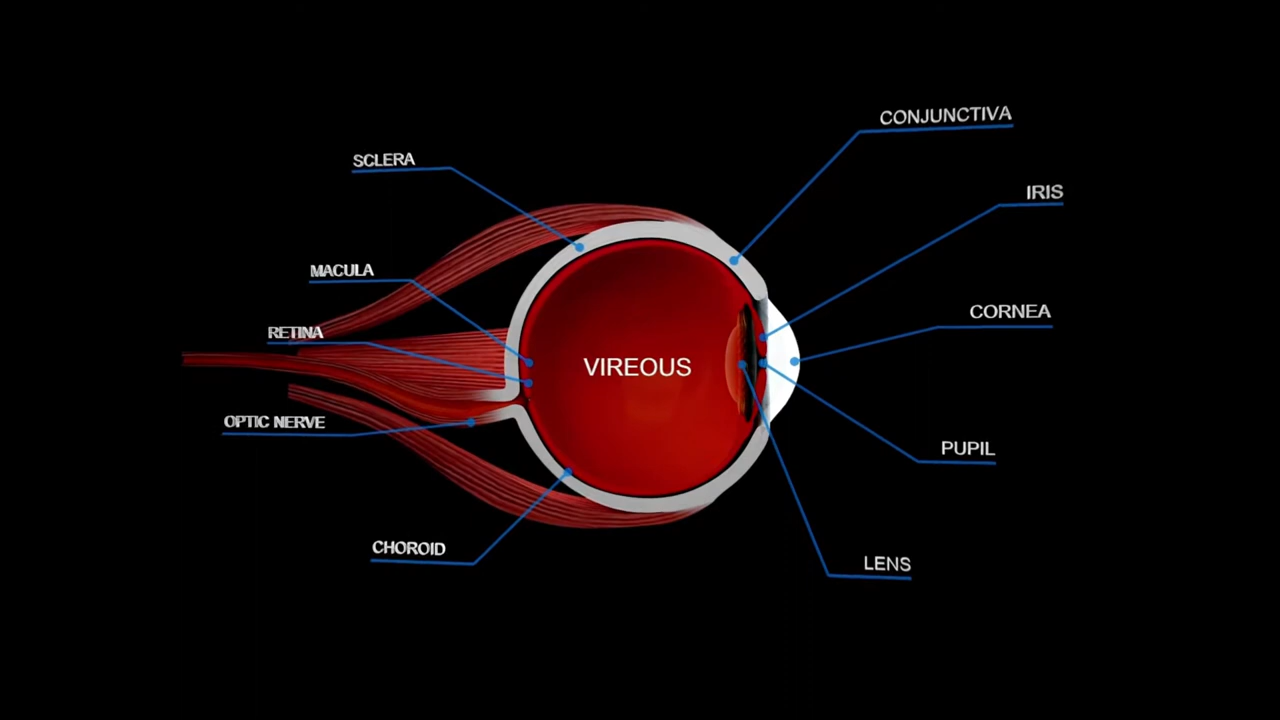 CONJUNCTIVA
SCLERA
IRIS
MACULA
CORNEA
RETINA
VIREOUS
OPTIC NERVE
PUPIL
CHOROID
LENS